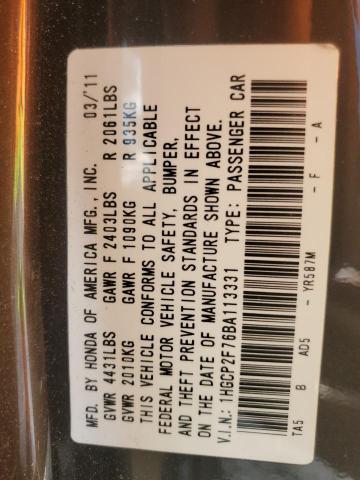 MFD. BY HONDA OF AMERICA MFG., INC. 03/'11
GVWR 4431LBS GAWR F 2403LBS R 2061LBS
GVWR 2010KG GAWR F 1090KG R 935KG
THIS VEHICLE CONFORMS TO ALL APPLICABLE
FEDERAL MOTOR VEHICLE SAFETY, BUMPER,
AND THEFT PREVENTION STANDARDS IN EFFECT
ON THE DATE OF MANUFACTURE SHOWN ABOVE.
V.I.N.: 1HGCP2F76BA113331 TYPE: PASSENGER CAR
TA5 B AD5 - YR587M - F - A